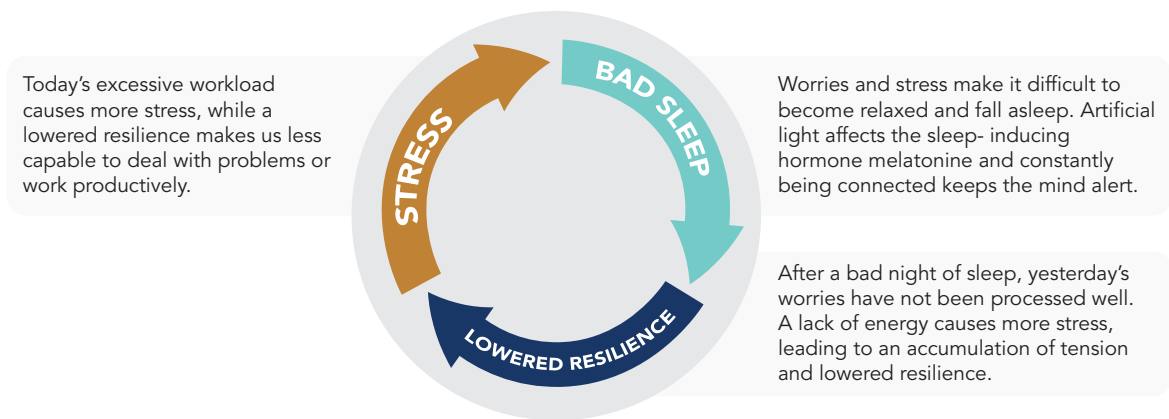 Today’s excessive workload
causes more stress, while a
lowered resilience makes us less
capable to deal with problems or
work productively.
STRESS
BAD SLEEP
Worries and stress make it difficult to
become relaxed and fall asleep. Artificial
light affects the sleep- inducing
hormone melatonine and constantly
being connected keeps the mind alert.
LOWERED RESILIENCE
After a bad night of sleep, yesterday’s
worries have not been processed well.
A lack of energy causes more stress,
leading to an accumulation of tension
and lowered resilience.